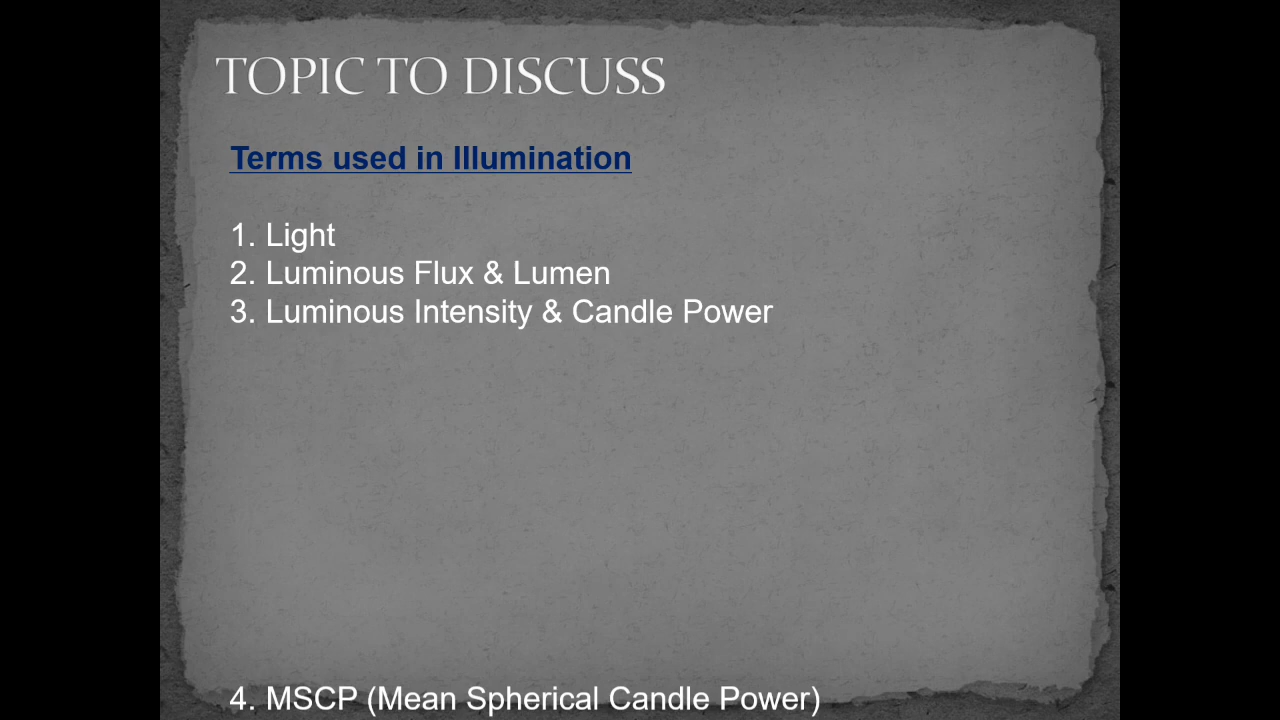 TOPIC TO DISCUSS
Terms used in Illumination
1. Light
2. Luminous Flux & Lumen
3. Luminous Intensity & Candle Power
4. MSCP (Mean Spherical Candle Power)